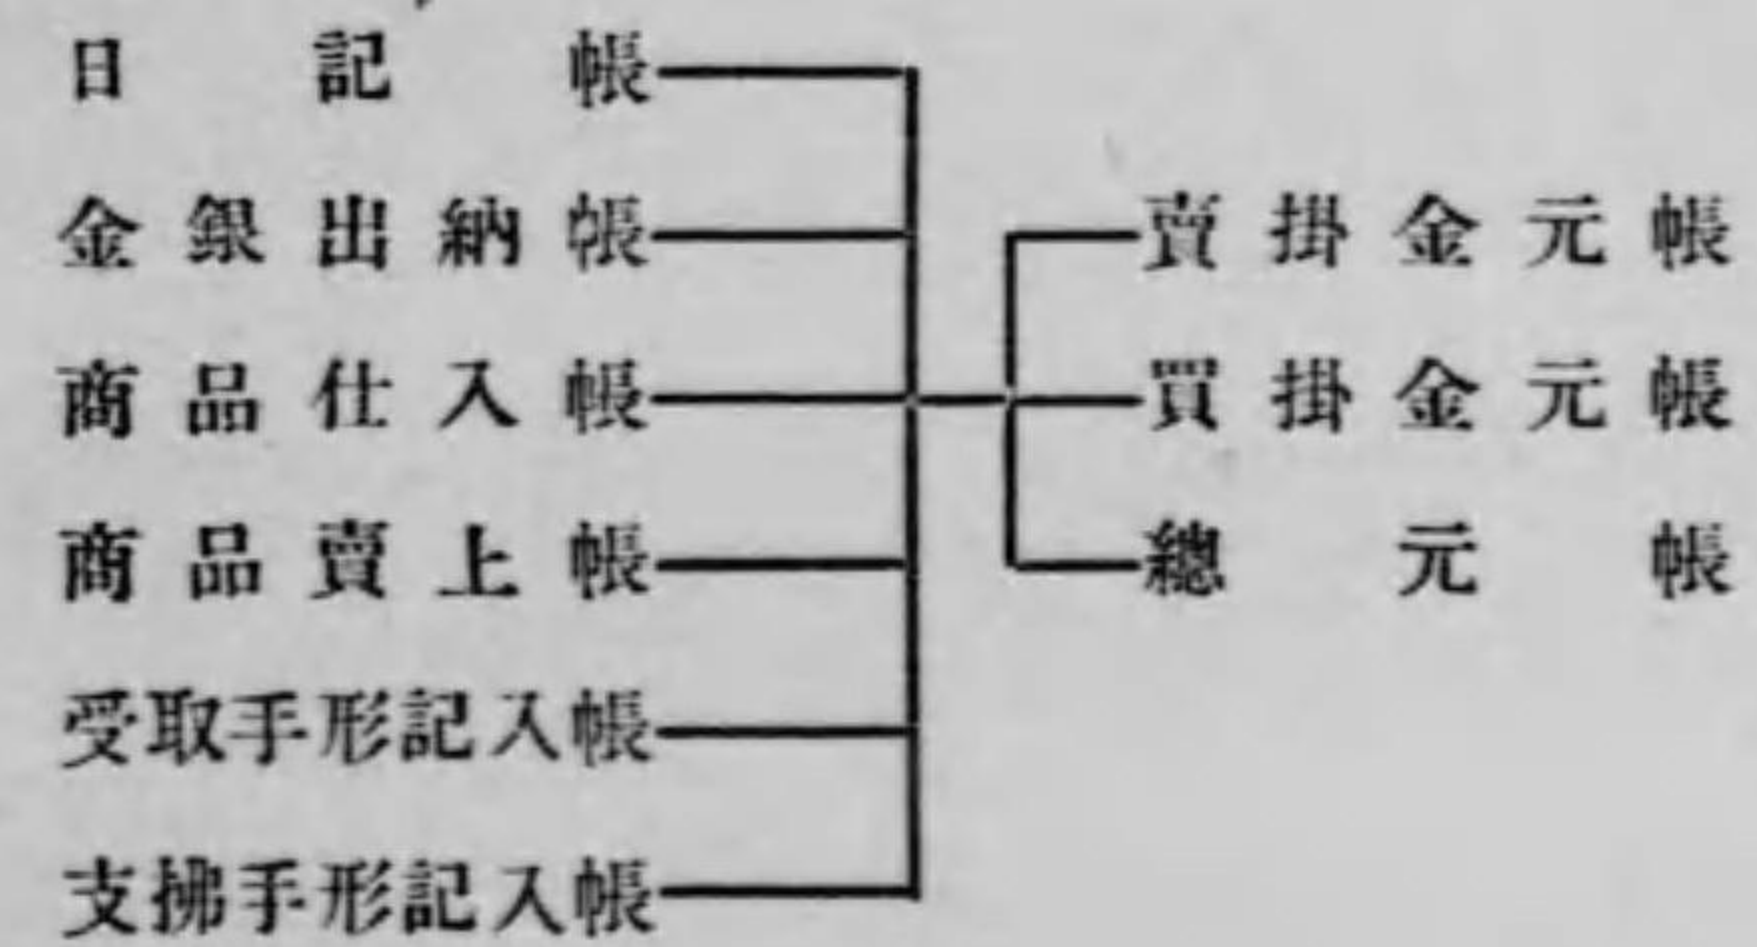 日記帳
金銀出納帳
商品仕入帳
商品賣上帳
受取手形記入帳
支拂手形記入帳
賣掛金元帳
買掛金元帳
總元帳